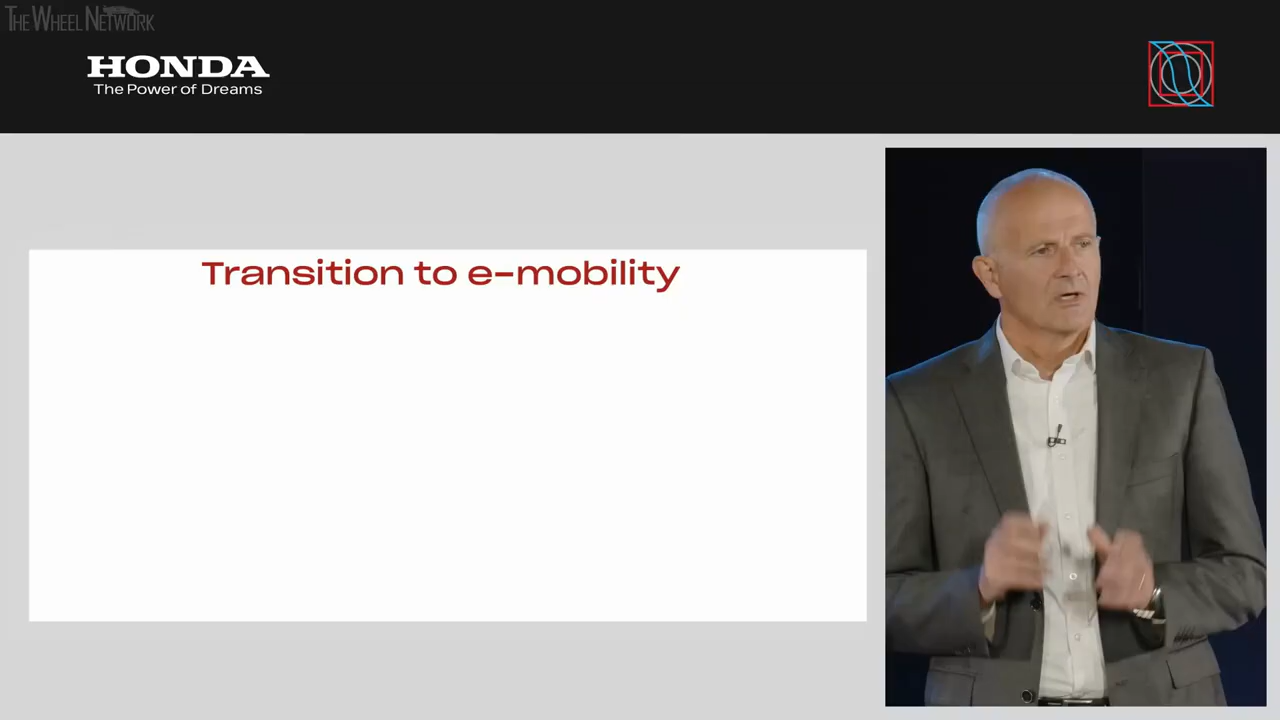 THE WHEEL NETWORK
HONDA
The Power of Dreams
Transition to e-mobility